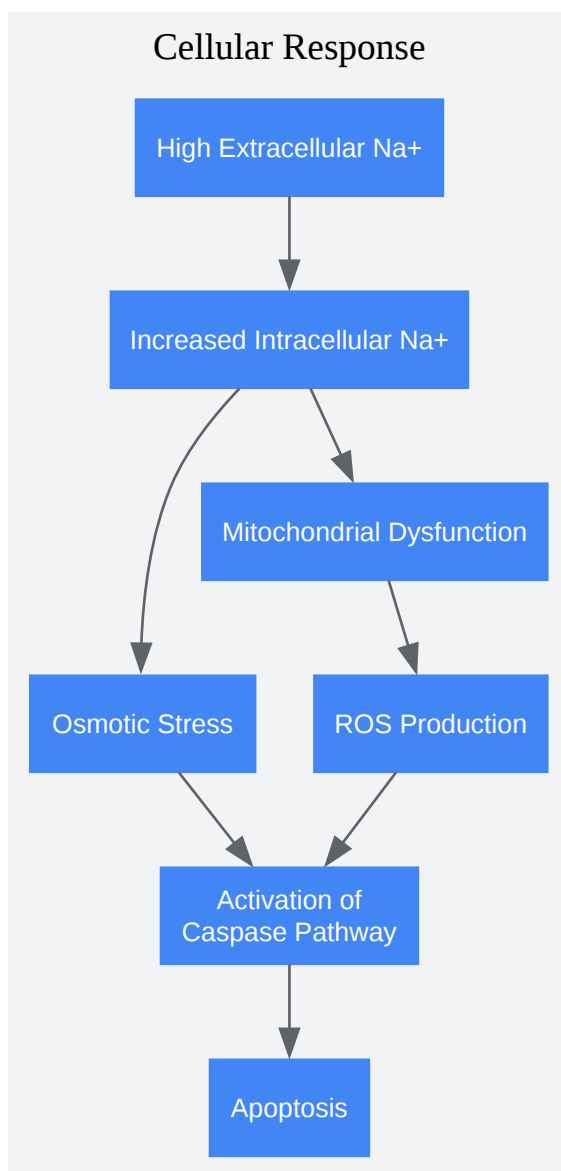 Cellular Response
High Extracellular Na+
Increased Intracellular Na+
Mitochondrial Dysfunction
Osmotic Stress
ROS Production
Activation of
Caspase Pathway
Apoptosis